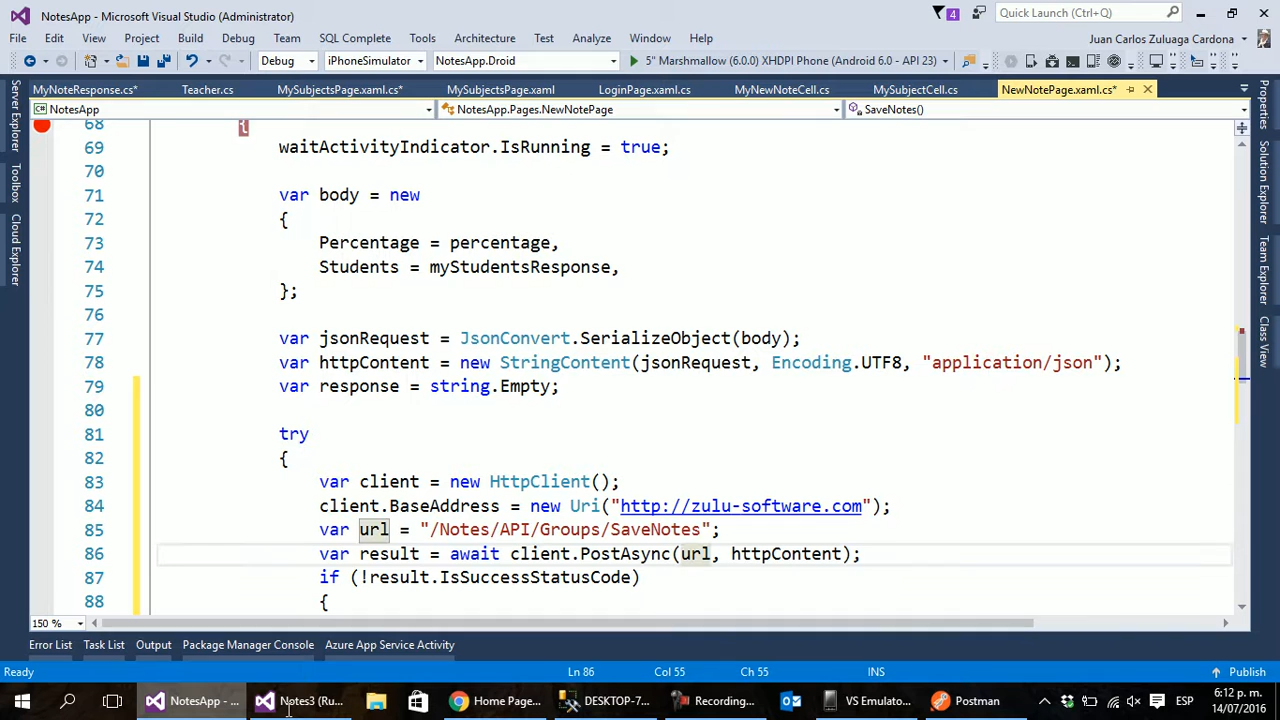 NotesApp - Microsoft Visual Studio (Administrator)
4
Quick Launch (Ctrl+Q)
File Edit View Project Build Debug Team SQL Complete Tools Architecture Test Analyze Window Help
Juan Carlos Zuluaga Cardona
Debug iPhoneSimulator NotesApp.Droid 5" Marshmallow (6.0.0) XHDPI Phone (Android 6.0 - API 23)
MyNoteResponse.cs* Teacher.cs MySubjectsPage.xaml.cs* MySubjectsPage.xaml LoginPage.xaml.cs MyNewNoteCell.cs MySubjectCell.cs NewNotePage.xaml.cs*
NotesApp NotesApp.Pages.NewNotePage SaveNotes()
Server Explorer
Toolbox
Cloud Explorer
68 {
69 waitActivityIndicator.IsRunning = true;
70
71 var body = new
72 {
73 Percentage = percentage,
74 Students = myStudentsResponse,
75 };
76
77 var jsonRequest = JsonConvert.SerializeObject(body);
78 var httpContent = new StringContent(jsonRequest, Encoding.UTF8, "application/json");
79 var response = string.Empty;
80
81 try
82 {
83 var client = new HttpClient();
84 client.BaseAddress = new Uri("http://zulu-software.com");
85 var url = "/Notes/API/Groups/SaveNotes";
86 var result = await client.PostAsync(url, httpContent);
87 if (!result.IsSuccessStatusCode)
88 {
Properties
Solution Explorer
Team Explorer
Class View
150 %
Error List Task List Output Package Manager Console Azure App Service Activity
Ready Ln 86 Col 55 Ch 55 INS Publish
NotesApp - ... Notes3 (Ru... Home Page... DESKTOP-7... Recording... VS Emulato... Postman ESP 6:12 p. m.
14/07/2016